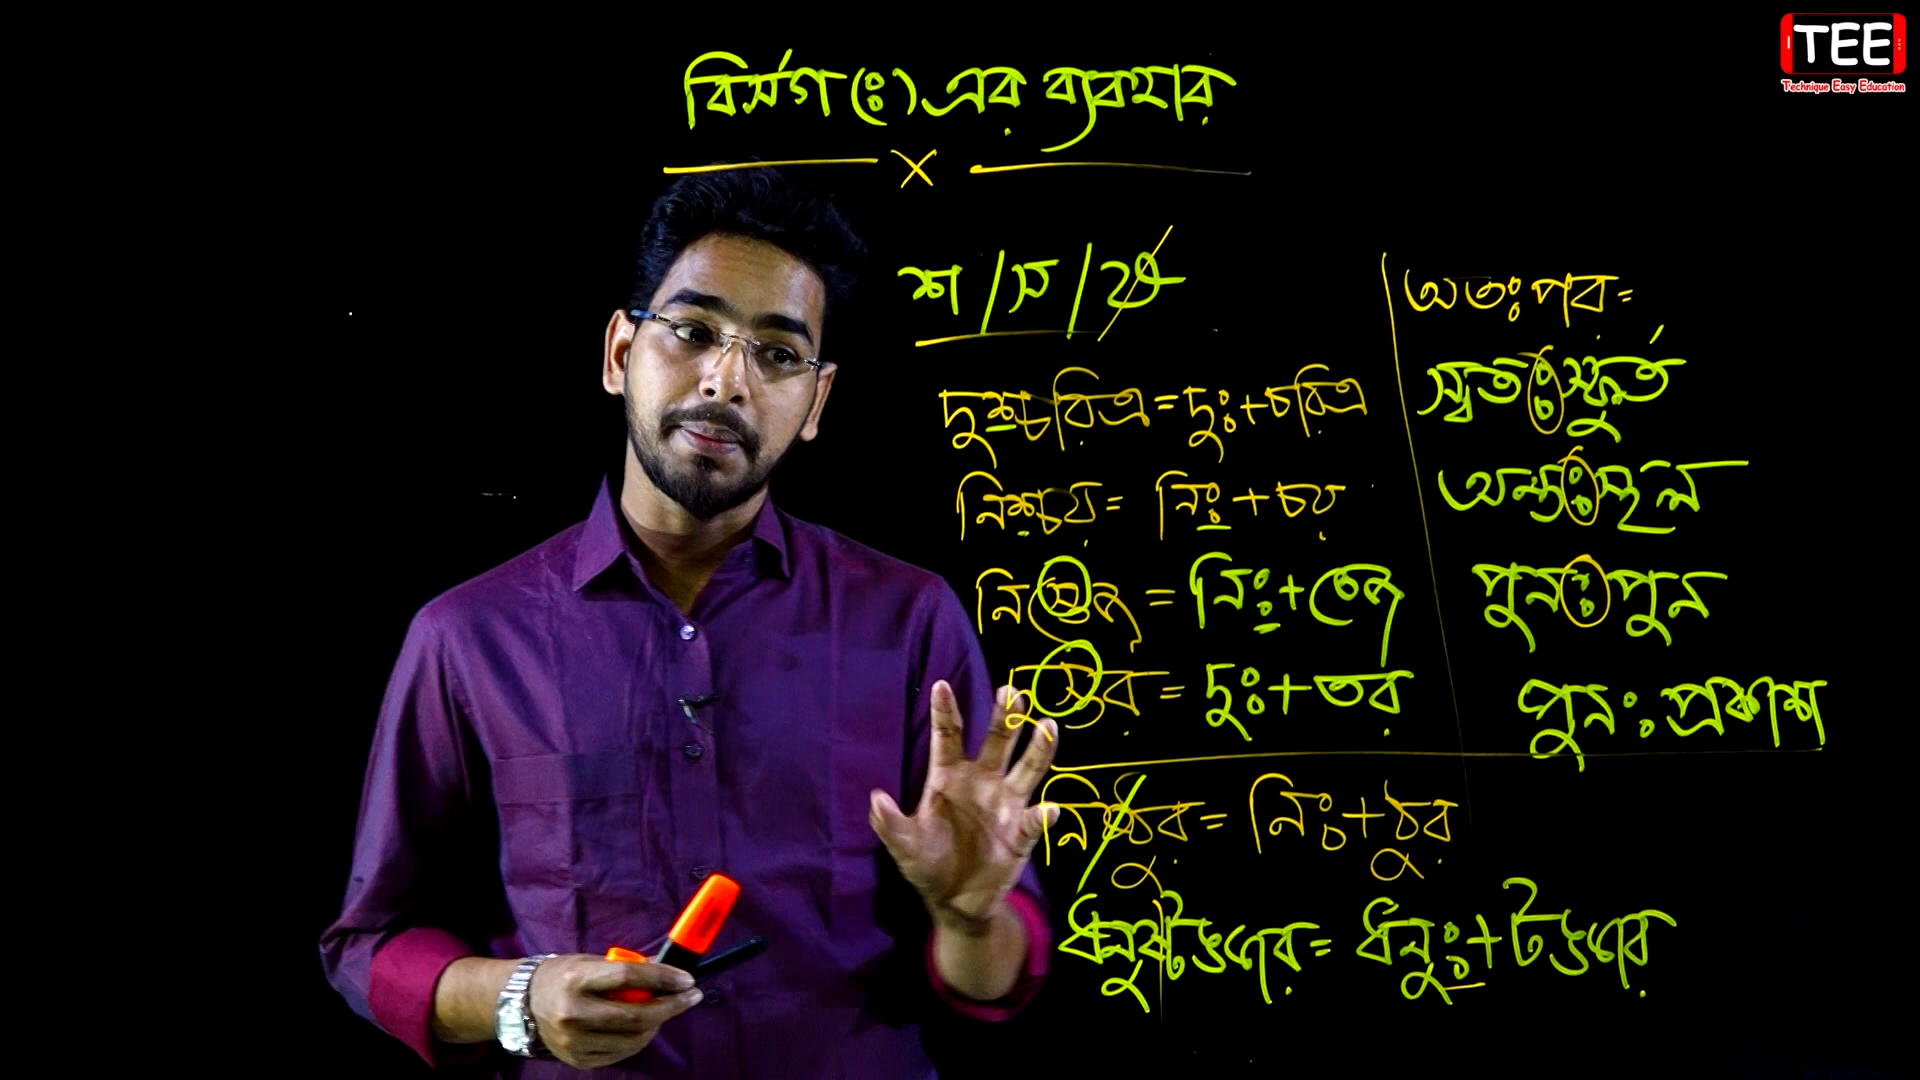 TEE
Technique Easy Education
বির্সগ (ঃ) এর ব্যবহার
শ / স / ষ
দুশ্চরিত্র = দুঃ + চরিত্র
নিশ্চয় = নিঃ + চয়
নিস্তেজ = নিঃ + তেজ
দুস্তর = দুঃ + তর
নিষ্ঠুর = নিঃ + ঠুর
ধনুষ্টঙ্কার = ধনুঃ + টঙ্কার
অতঃপর =
স্বতঃস্ফূর্ত
অন্তঃস্থল
পুনঃপুন
পুনঃপ্রকাশ